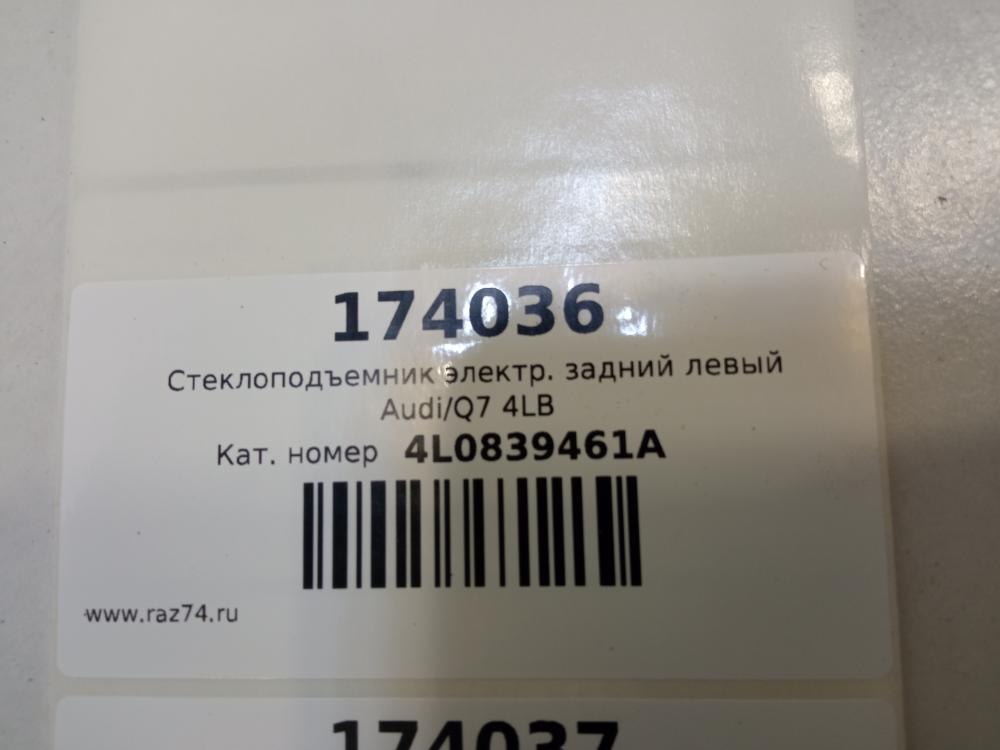 174036
Стеклоподъемник электр. задний левый
Audi/Q7 4LB
Кат. номер 4L0839461A
www.raz74.ru
174037